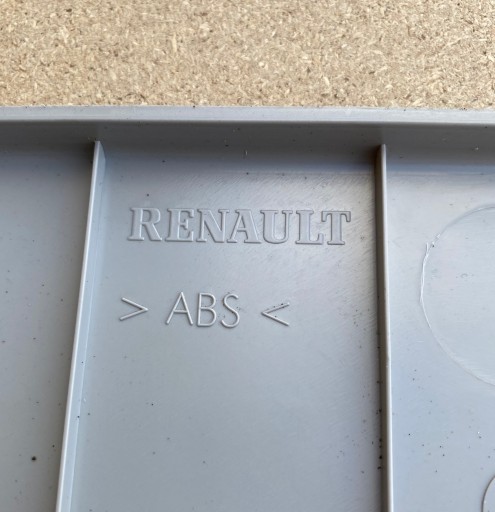 RENAULT
> ABS <